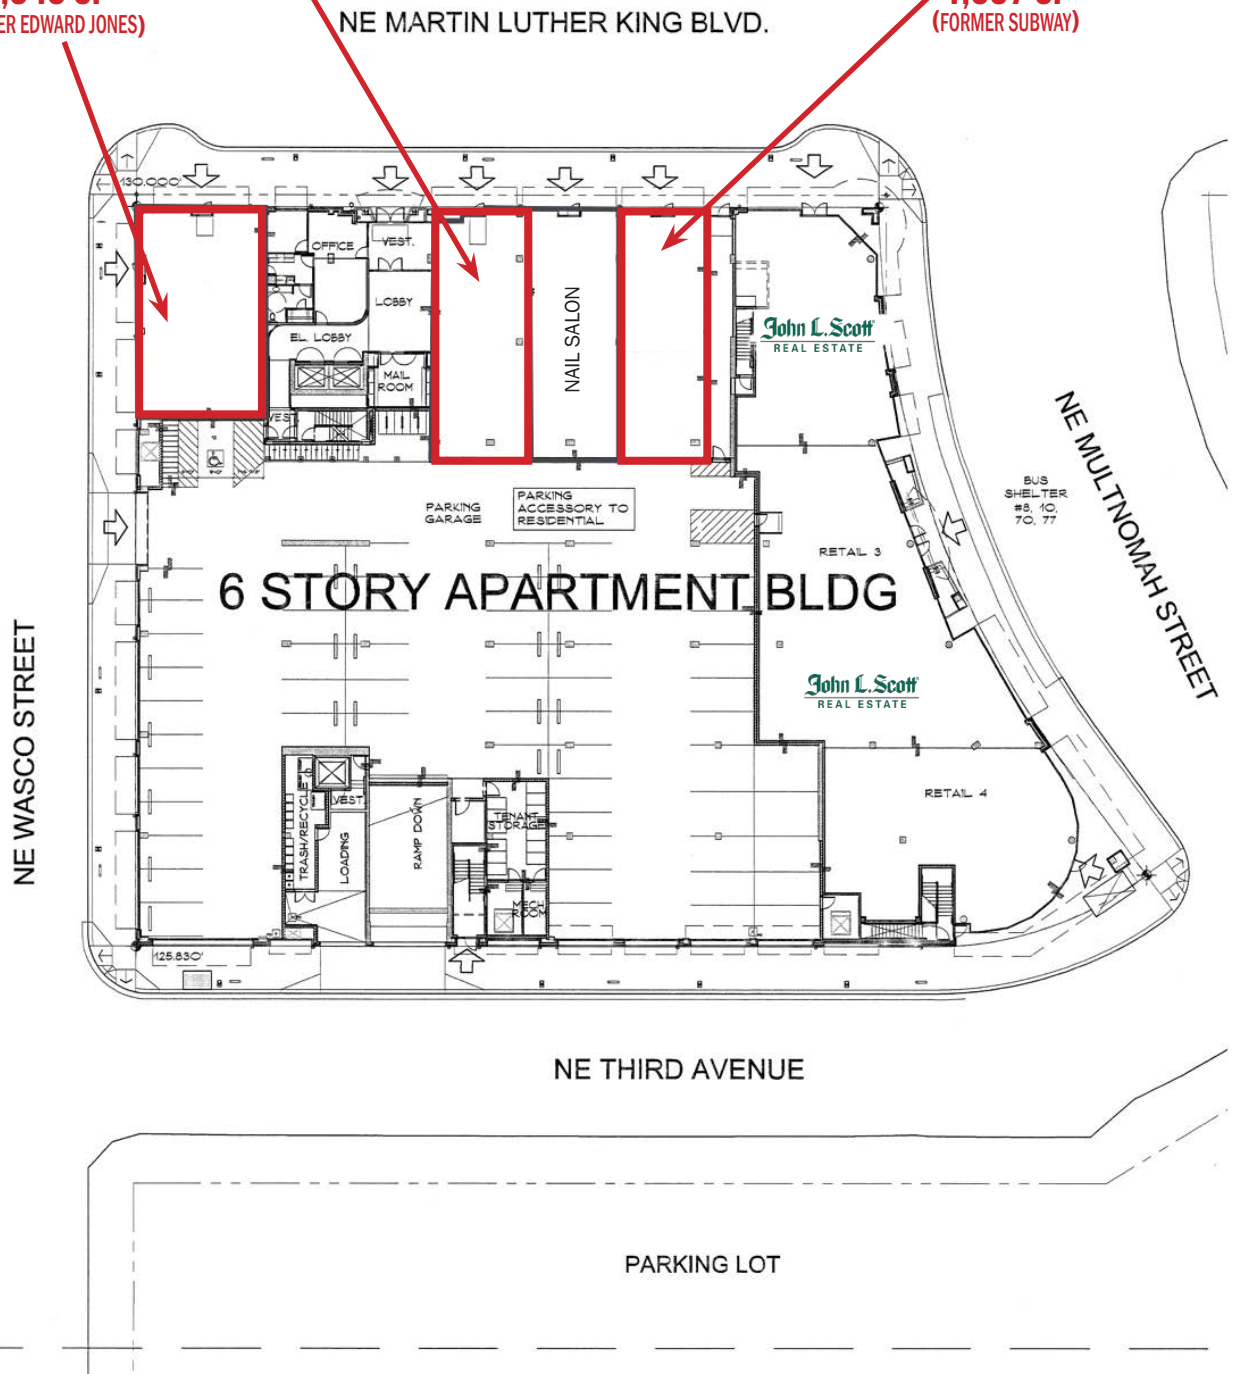 ER EDWARD JONES)
(FORMER SUBWAY)
NE MARTIN LUTHER KING BLVD.
130.000'
OFFICE
VEST.
LOBBY
EL. LOBBY
MAIL
ROOM
VEST
NAIL SALON
John L. Scott
REAL ESTATE
NE MULTNOMAH STREET
BUS
SHELTER
#8, 10,
70, 77
PARKING
GARAGE
PARKING
ACCESSORY TO
RESIDENTIAL
RETAIL 3
6 STORY APARTMENT BLDG
NE WASCO STREET
John L. Scott
REAL ESTATE
RETAIL 4
TRASH/RECYCLE
VEST.
LOADING
RAMP DOWN
TENANT
STORAGE
MECH
ROOM
125.830'
NE THIRD AVENUE
PARKING LOT